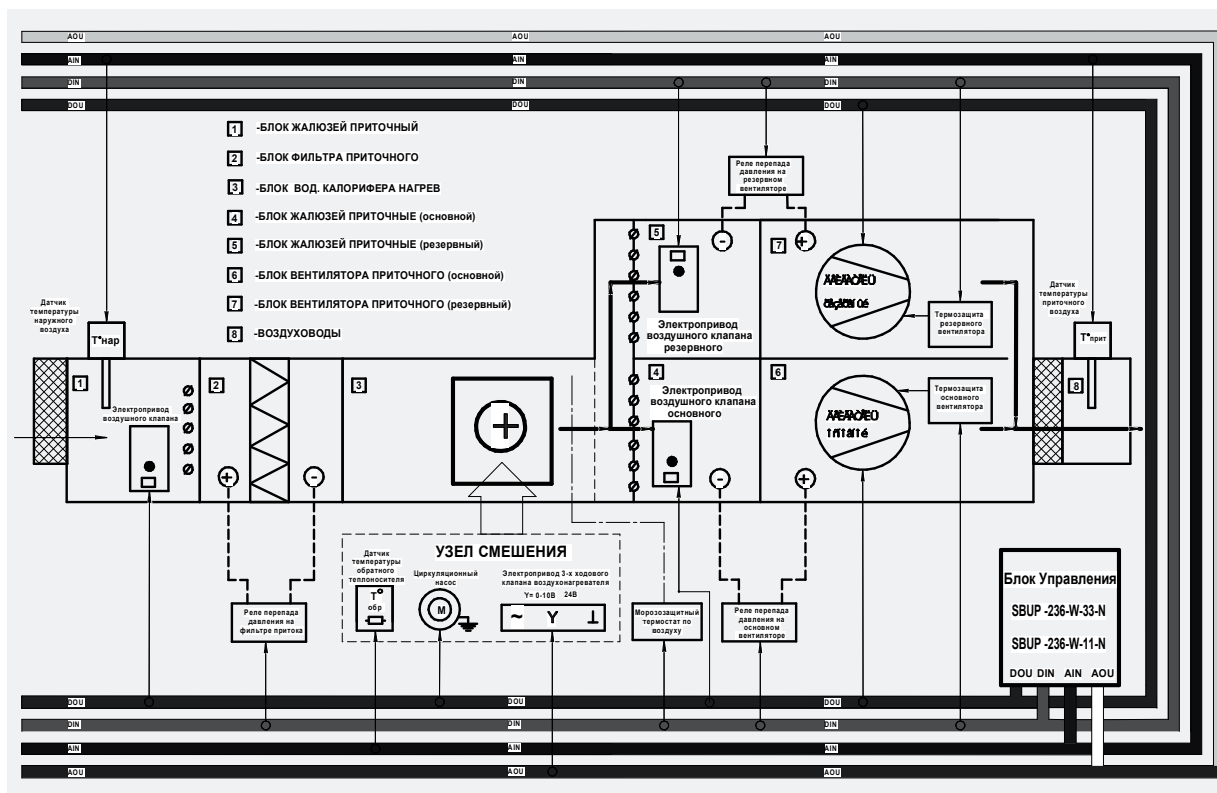 AOU AOU AOU
AIN AIN AIN
DIN DIN DIN
DOU DOU DOU
1 -БЛОК ЖАЛЮЗЕЙ ПРИТОЧНЫЙ
2 -БЛОК ФИЛЬТРА ПРИТОЧНОГО
3 -БЛОК ВОД. КАЛОРИФЕРА НАГРЕВ
4 -БЛОК ЖАЛЮЗЕЙ ПРИТОЧНЫЕ (основной)
5 -БЛОК ЖАЛЮЗЕЙ ПРИТОЧНЫЕ (резервный)
6 -БЛОК ВЕНТИЛЯТОРА ПРИТОЧНОГО (основной)
7 -БЛОК ВЕНТИЛЯТОРА ПРИТОЧНОГО (резервный)
8 -ВОЗДУХОВОДЫ
Реле перепада
давления на
резервном
вентиляторе
5
-
7
+
Датчик
температуры
наружного
воздуха
T°нар
Электропривод
воздушного клапана
резервного
Термозащита
резервного
вентилятора
Датчик
температуры
приточного
воздуха
T°прит
1
Электропривод
воздушного клапана
2
+
-
3
+
4
Электропривод
воздушного клапана
основного
-
6
+
Термозащита
основного
вентилятора
8
УЗЕЛ СМЕШЕНИЯ
Датчик
температуры
обратного
теплоносителя
T°
обр
Циркуляционный
насос
M
Электропривод 3-х ходового
клапана воздухонагревателя
Y= 0-10В 24В
~ Y ⊥
Реле перепада
давления на
фильтре притока
Морозозащитный
термостат по
воздуху
Реле перепада
давления на
основном
вентиляторе
Блок Управления
SBUP -236-W-33-N
SBUP -236-W-11-N
DOU DIN AIN AOU
DOU DOU DOU
DIN DIN DIN
AIN AIN AIN
AOU AOU AOU